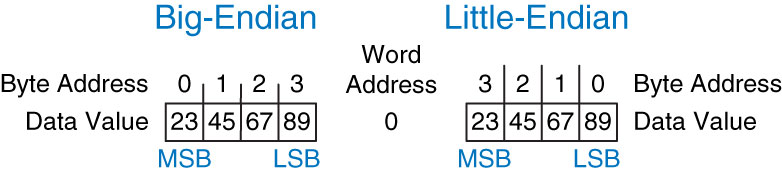 Big-Endian Little-Endian
Word
Address
Byte Address 0 1 2 3 3 2 1 0 Byte Address
Data Value 23 45 67 89 0 23 45 67 89 Data Value
MSB LSB MSB LSB